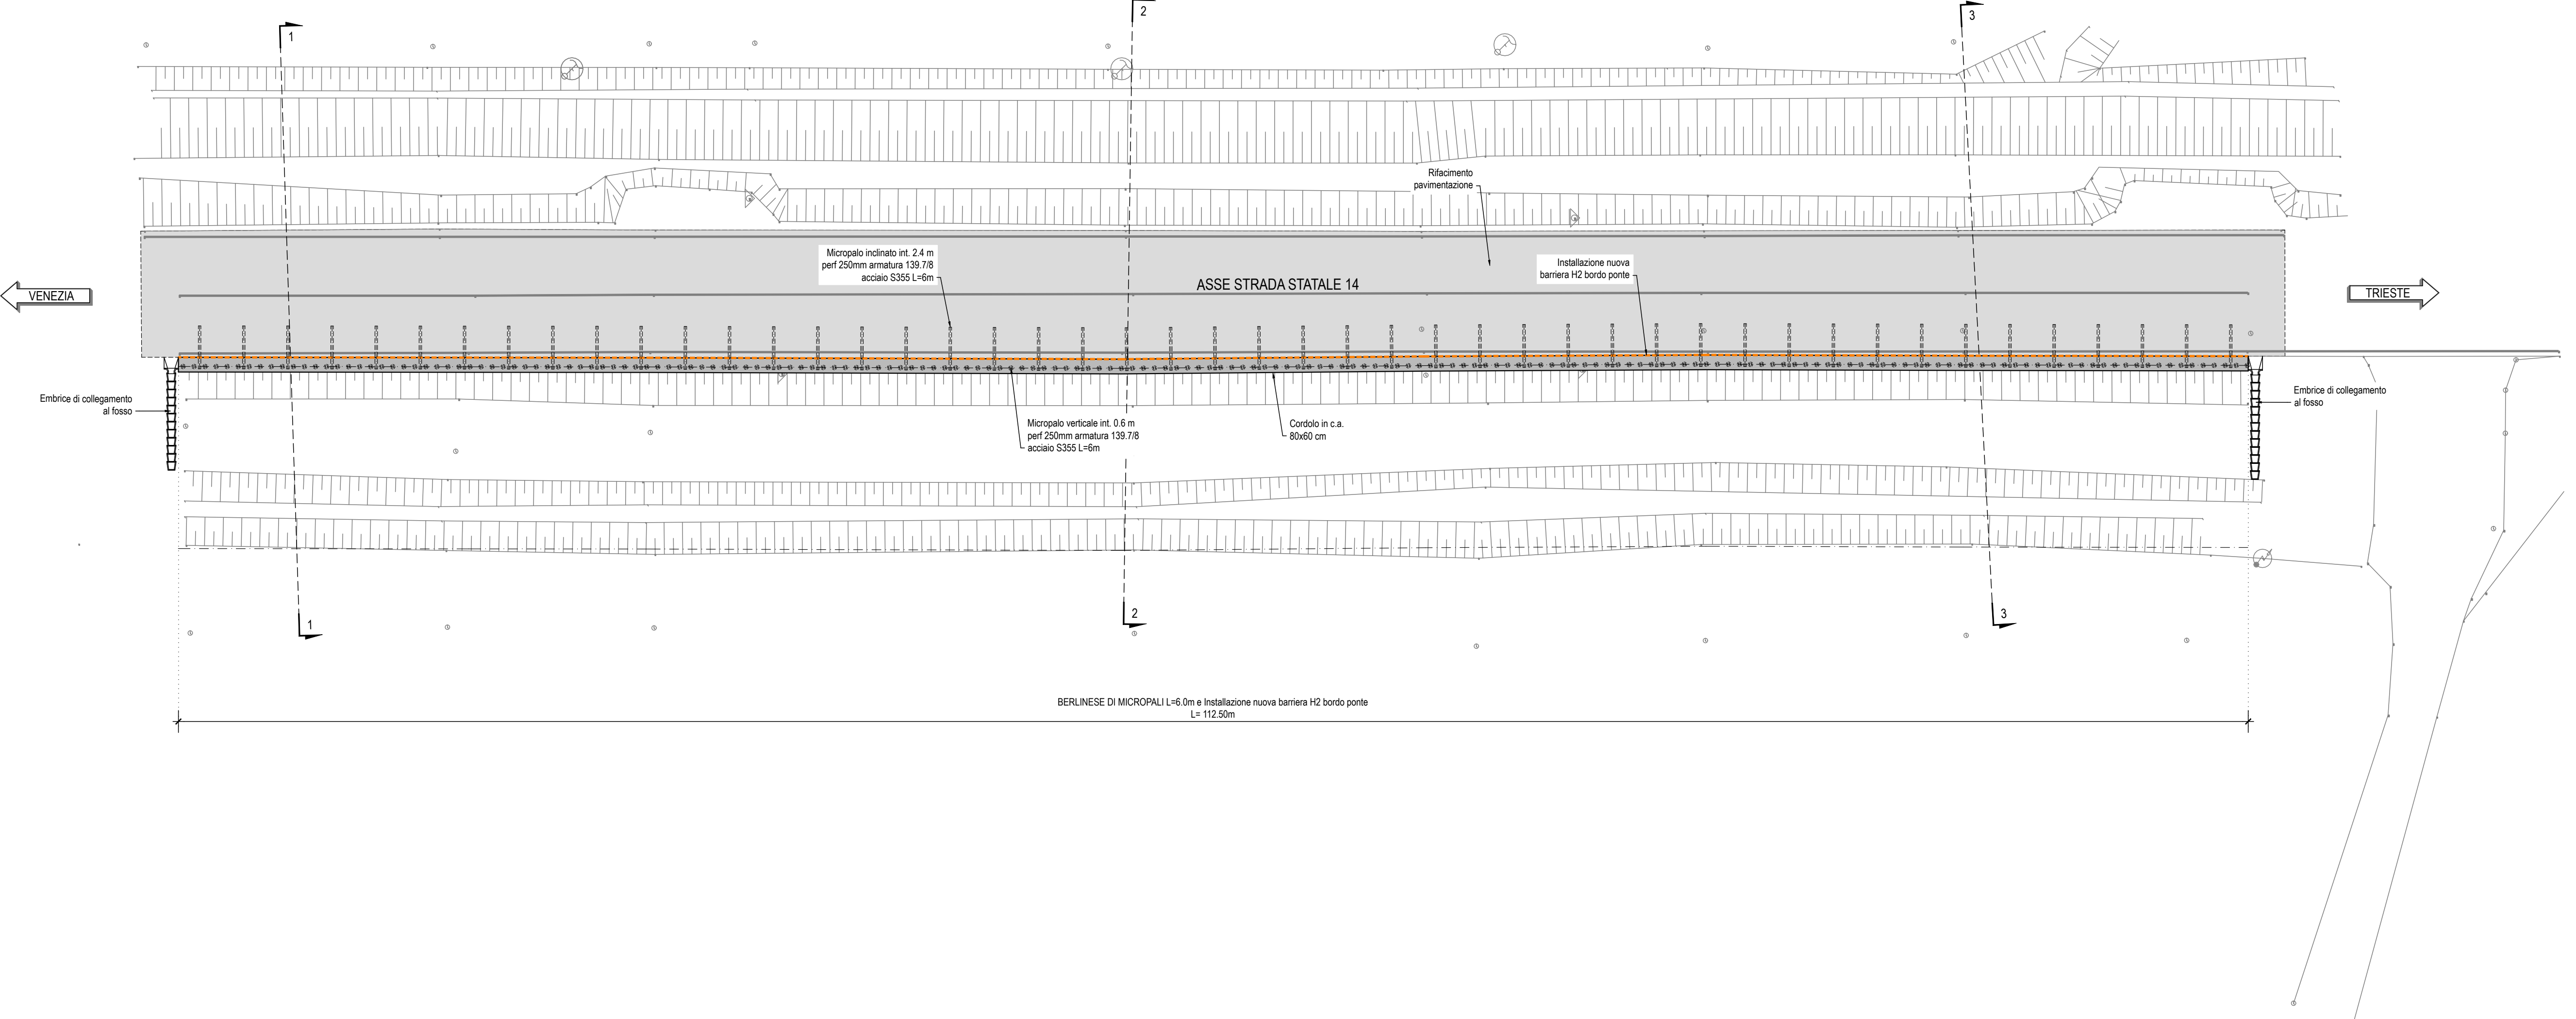 1
2
3
Rifacimento
pavimentazione
Micropalo inclinato int. 2.4 m
perf 250mm armatura 139.7/8
acciaio S355 L=6m
Installazione nuova
barriera H2 bordo ponte
ASSE STRADA STATALE 14
VENEZIA
TRIESTE
Embrice di collegamento
al fosso
Micropalo verticale int. 0.6 m
perf 250mm armatura 139.7/8
acciaio S355 L=6m
Cordolo in c.a.
80x60 cm
Embrice di collegamento
al fosso
1
2
3
BERLINESE DI MICROPALI L=6.0m e Installazione nuova barriera H2 bordo ponte
L= 112.50m